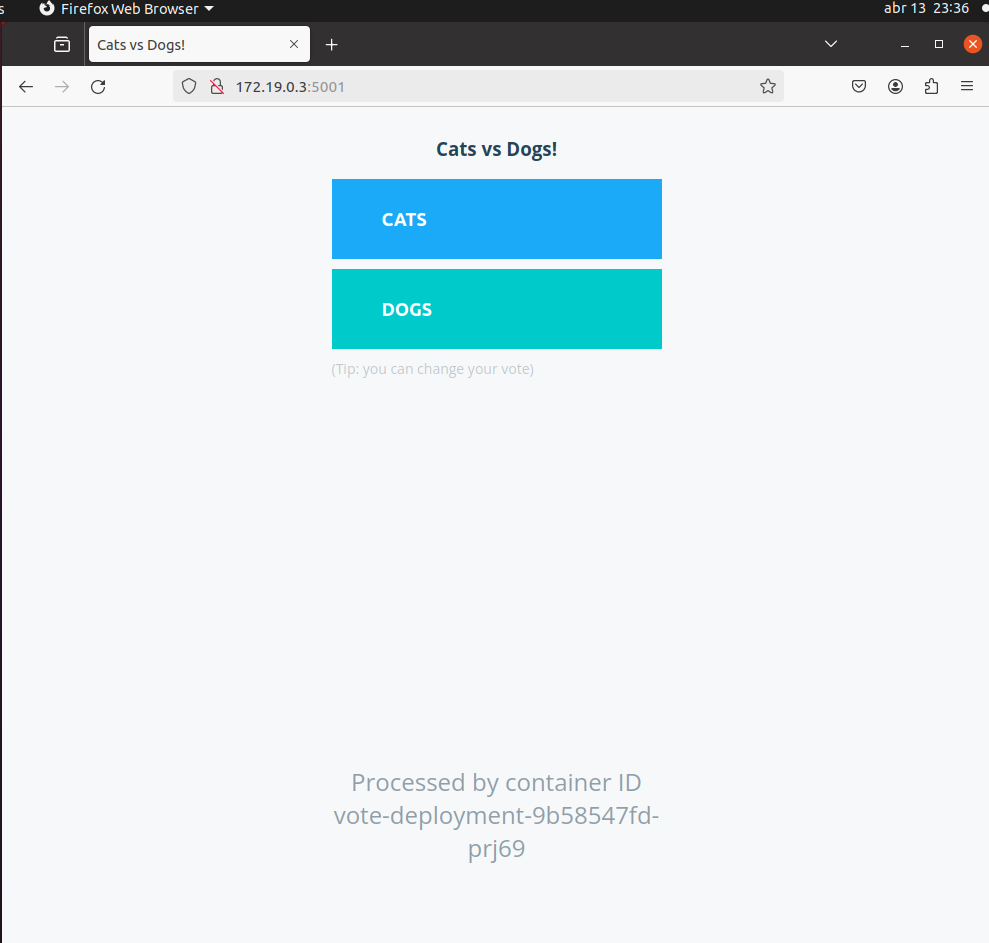 s Firefox Web Browser abr 13 23:36
Cats vs Dogs!
172.19.0.3:5001
Cats vs Dogs!
CATS
DOGS
(Tip: you can change your vote)
Processed by container ID
vote-deployment-9b58547fd-
prj69